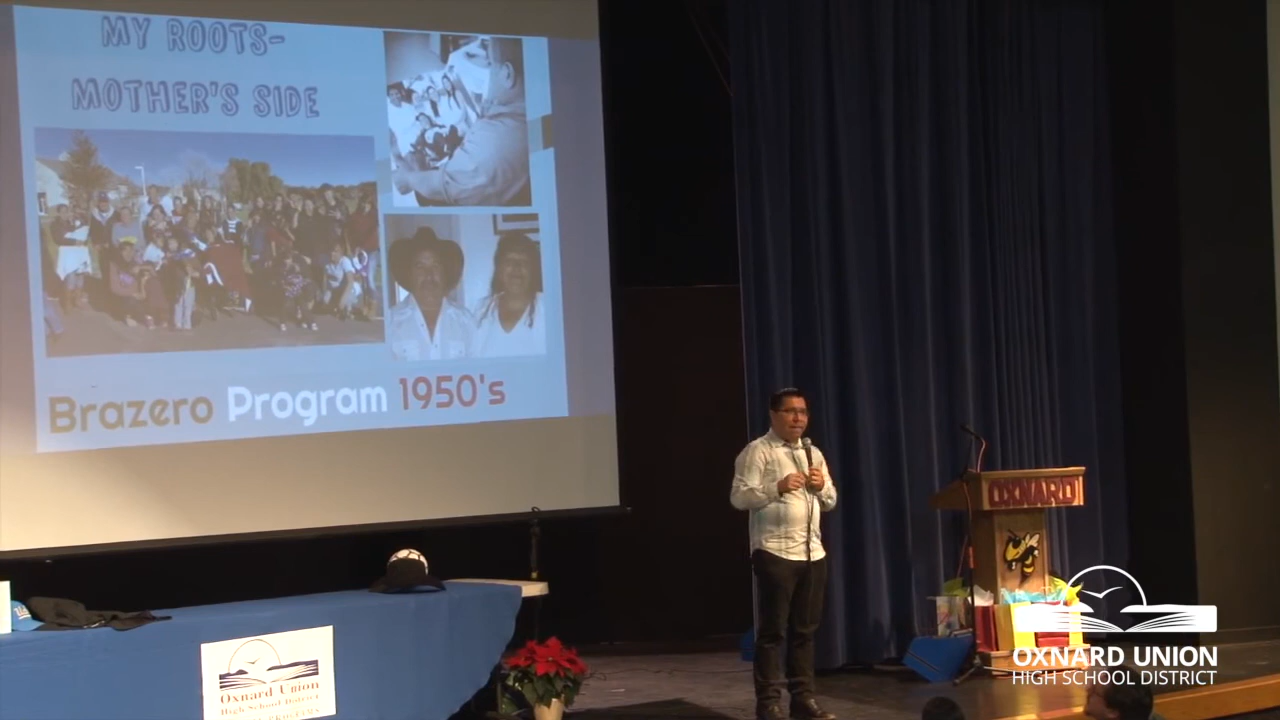 MY ROOTS-
MOTHER'S SIDE
Brazero Program 1950's
OXNARD
Oxnard Union
High School District
OXNARD UNION
HIGH SCHOOL DISTRICT